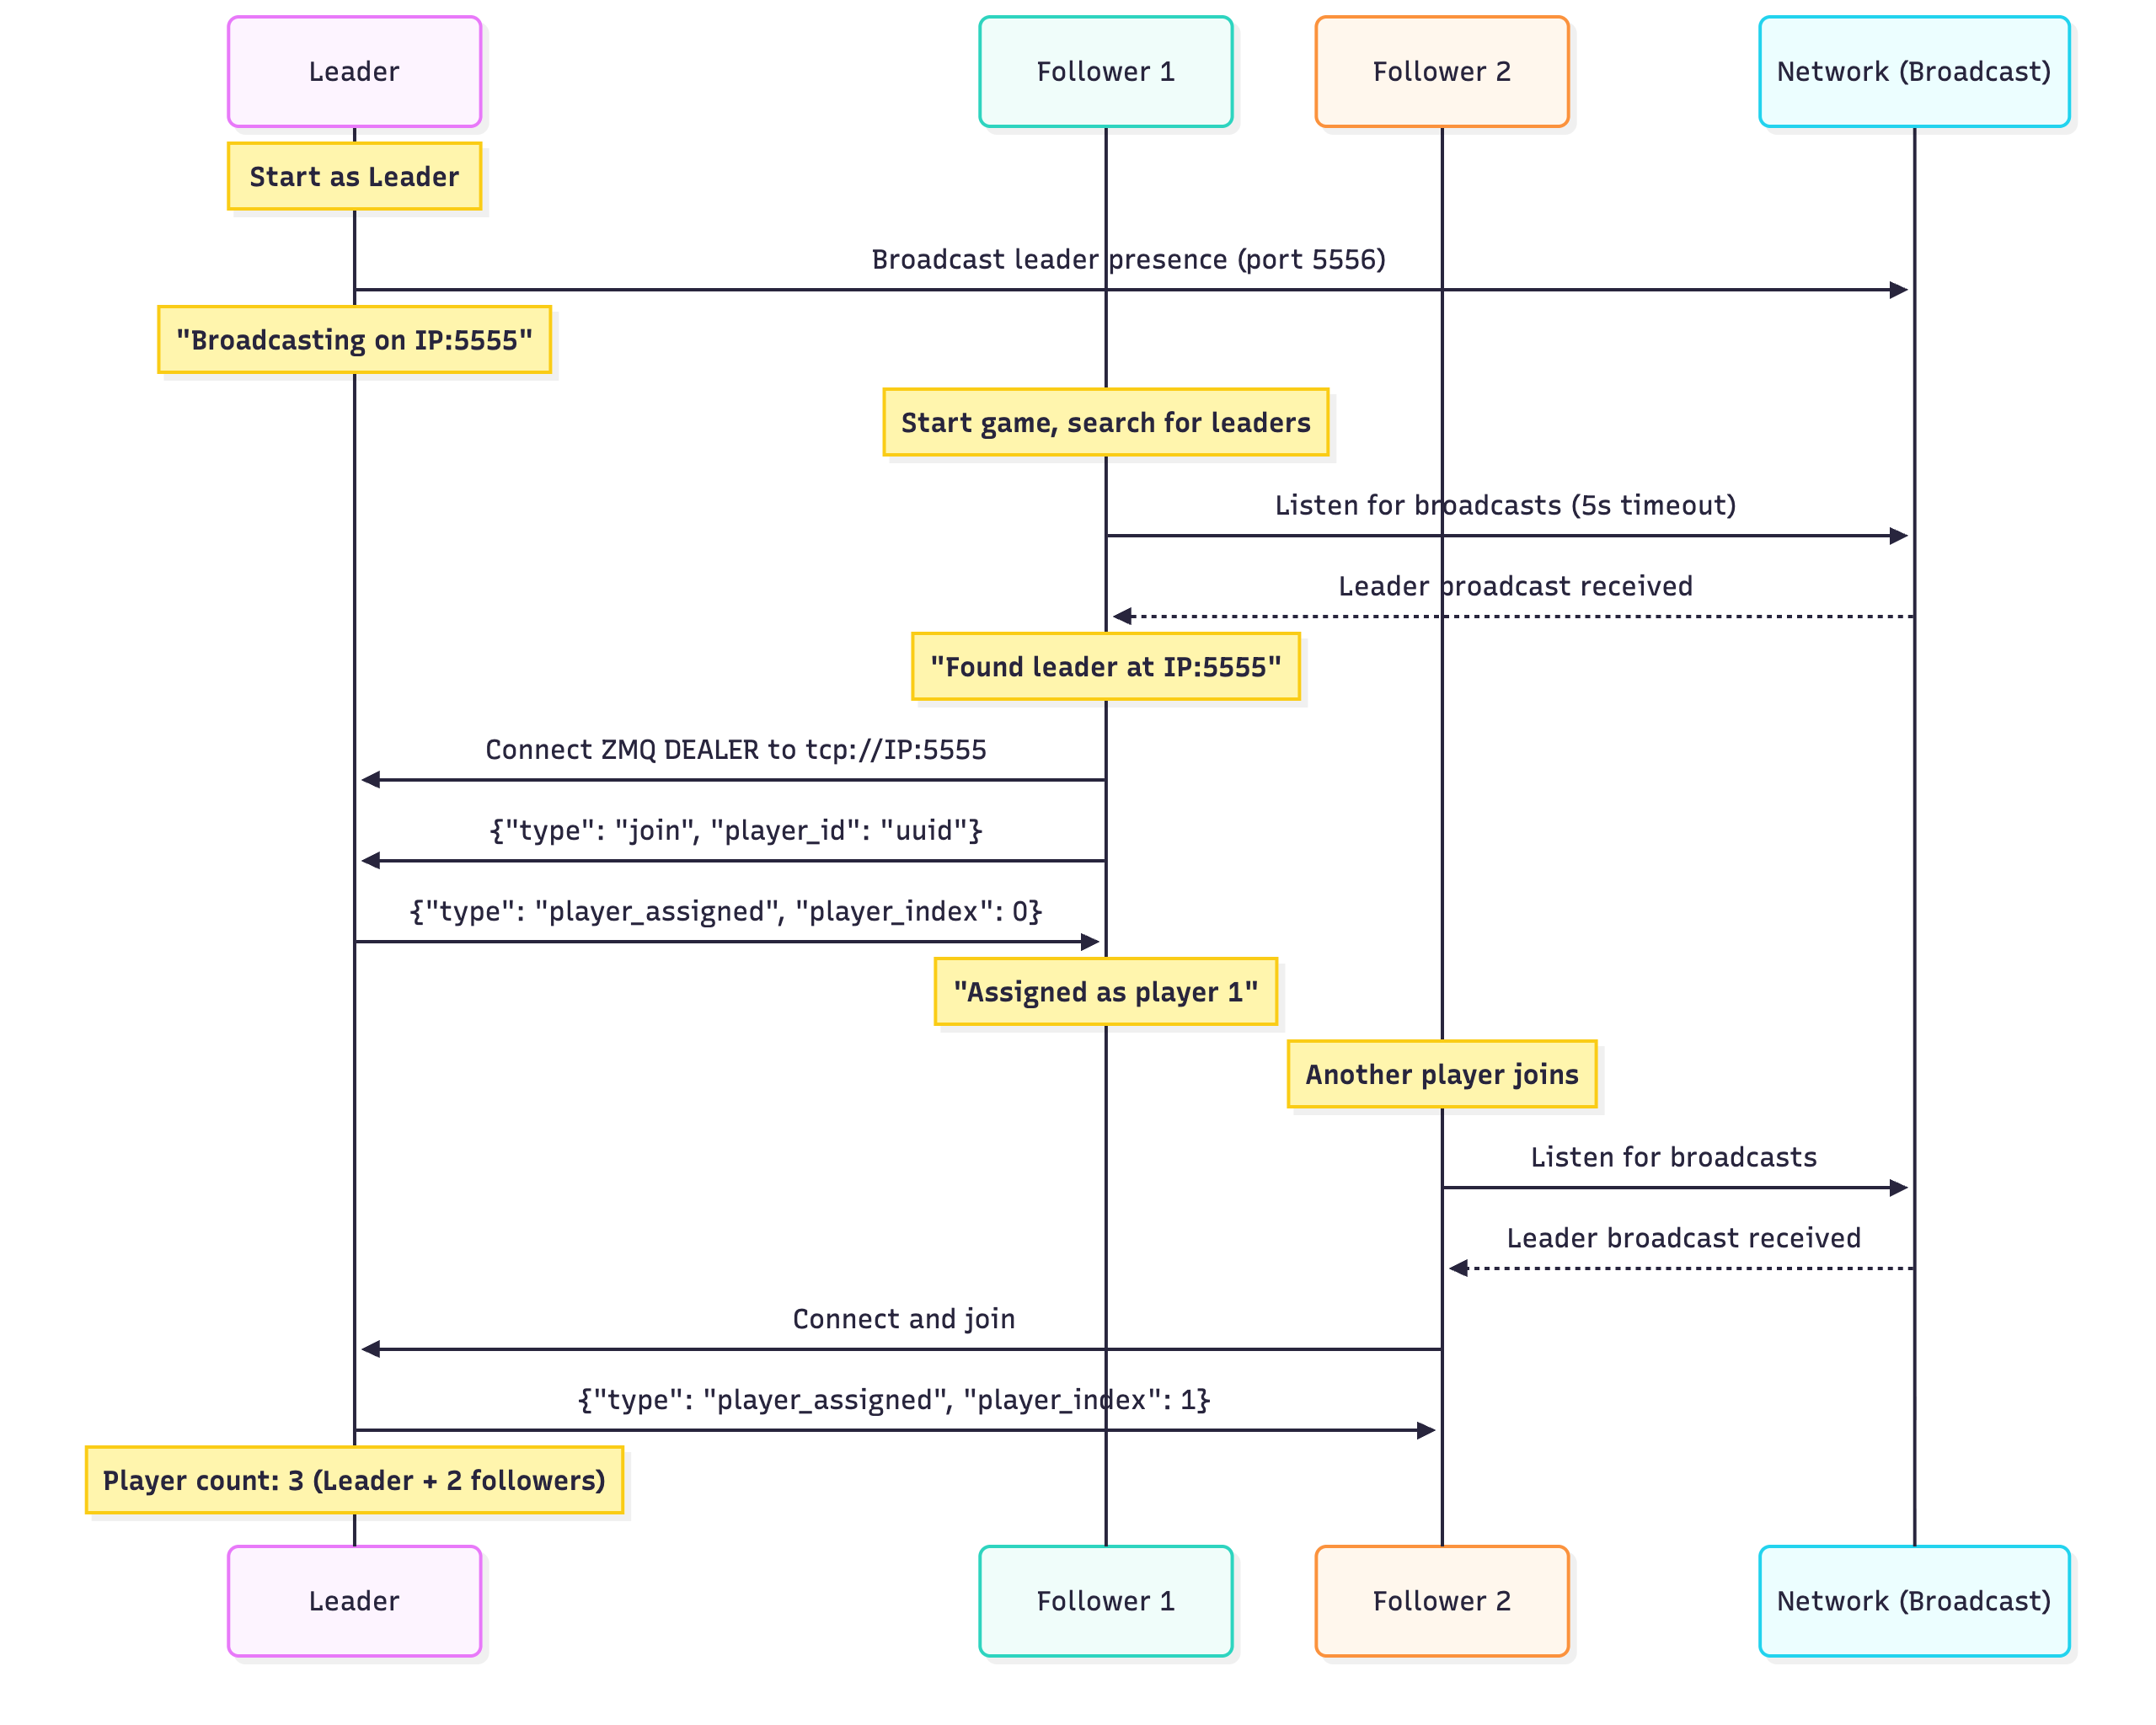 Leader
Follower 1
Follower 2
Network (Broadcast)
Start as Leader
Broadcast leader presence (port 5556)
"Broadcasting on IP:5555"
Start game, search for leaders
Listen for broadcasts (5s timeout)
Leader broadcast received
"Found leader at IP:5555"
Connect ZMQ DEALER to tcp://IP:5555
{"type": "join", "player_id": "uuid"}
{"type": "player_assigned", "player_index": 0}
"Assigned as player 1"
Another player joins
Listen for broadcasts
Leader broadcast received
Connect and join
{"type": "player_assigned", "player_index": 1}
Player count: 3 (Leader + 2 followers)
Leader
Follower 1
Follower 2
Network (Broadcast)